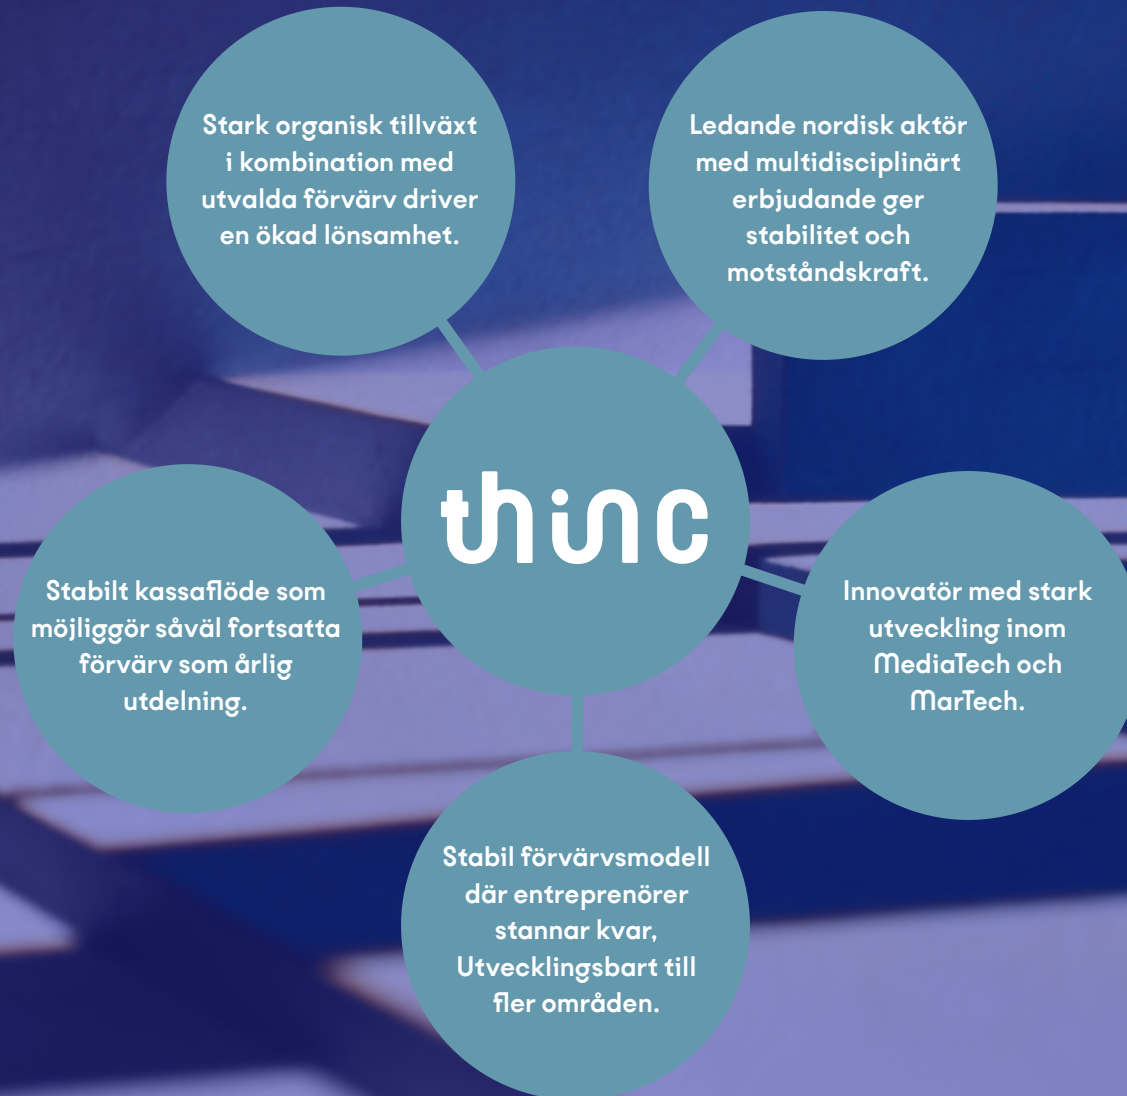 Stark organisk tillväxt
i kombination med
utvalda förvärv driver
en ökad lönsamhet.
Ledande nordisk aktör
med multidisciplinärt
erbjudande ger
stabilitet och
motståndskraft.
thinc
Stabilt kassaflöde som
möjliggör såväl fortsatta
förvärv som årlig
utdelning.
Innovatör med stark
utveckling inom
MediaTech och
MarTech.
Stabil förvärvsmodell
där entreprenörer
stannar kvar,
Utvecklingsbart till
fler områden.